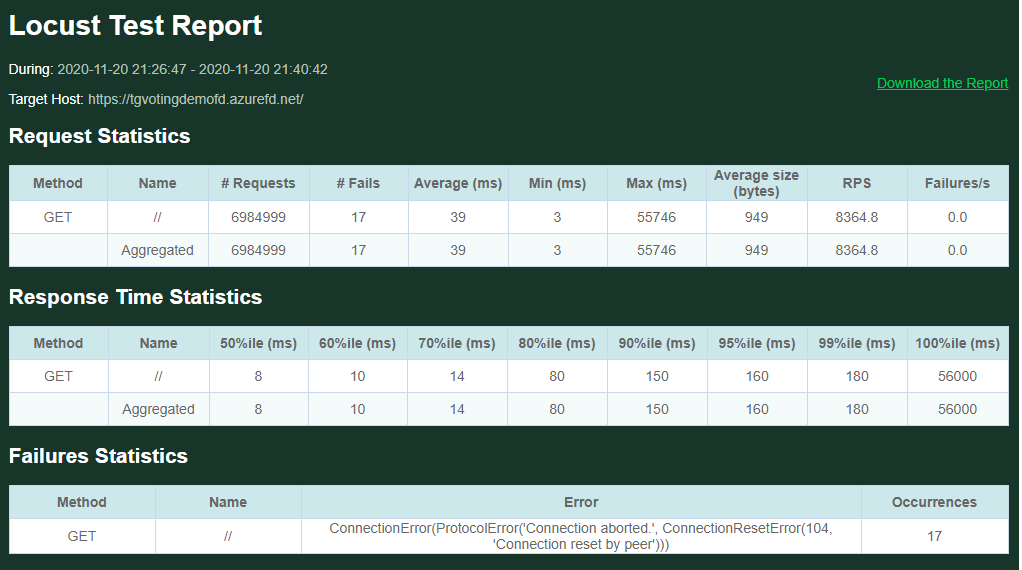 Locust Test Report
During: 2020-11-20 21:26:47 - 2020-11-20 21:40:42
Download the Report
Target Host: https://tgvotingdemofd.azurefd.net/
Request Statistics
Method Name # Requests # Fails Average (ms) Min (ms) Max (ms) Average size (bytes) RPS Failures/s
GET // 6984999 17 39 3 55746 949 8364.8 0.0
Aggregated 6984999 17 39 3 55746 949 8364.8 0.0
Response Time Statistics
Method Name 50%ile (ms) 60%ile (ms) 70%ile (ms) 80%ile (ms) 90%ile (ms) 95%ile (ms) 99%ile (ms) 100%ile (ms)
GET // 8 10 14 80 150 160 180 56000
Aggregated 8 10 14 80 150 160 180 56000
Failures Statistics
Method Name Error Occurrences
GET // ConnectionError(ProtocolError('Connection aborted.', ConnectionResetError(104, 'Connection reset by peer'))) 17